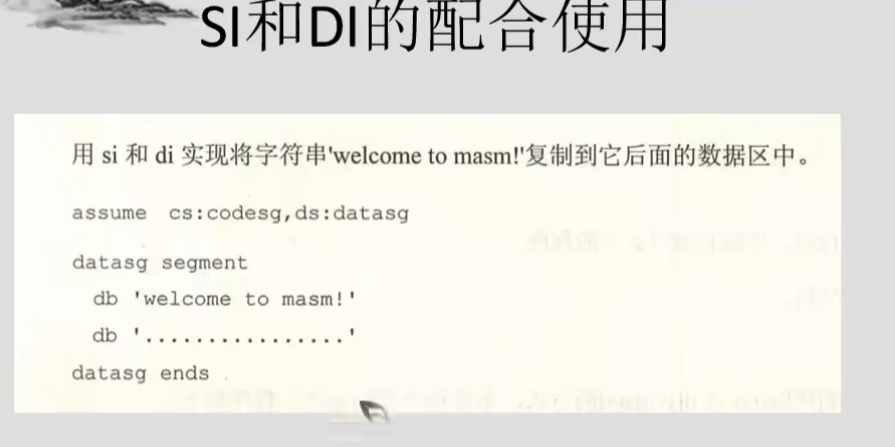 SI和DI的配合使用
用 si 和 di 实现将字符串'welcome to masm!'复制到它后面的数据区中。
assume cs:codesg,ds:datasg
datasg segment
db 'welcome to masm!'
db '................'
datasg ends